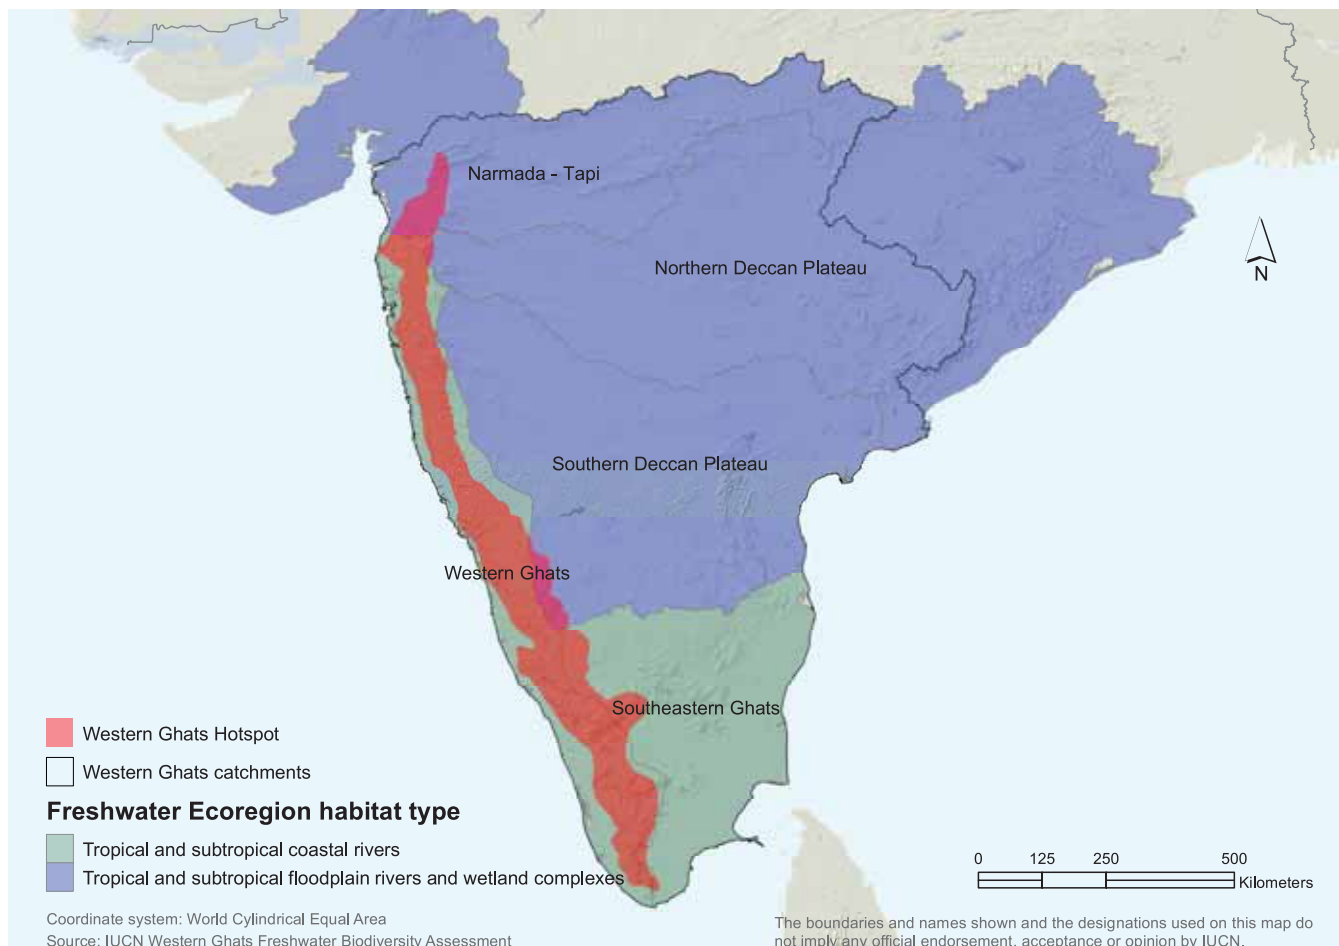 Narmada - Tapi
Northern Deccan Plateau
N
Southern Deccan Plateau
Western Ghats
Southeastern Ghats
Western Ghats Hotspot
Western Ghats catchments
Freshwater Ecoregion habitat type
Tropical and subtropical coastal rivers
Tropical and subtropical floodplain rivers and wetland complexes
0 125 250 500
Kilometers
Coordinate system: World Cylindrical Equal Area
Source: IUCN Western Ghats Freshwater Biodiversity Assessment
The boundaries and names shown and the designations used on this map do
not imply any official endorsement, acceptance or opinion by IUCN.